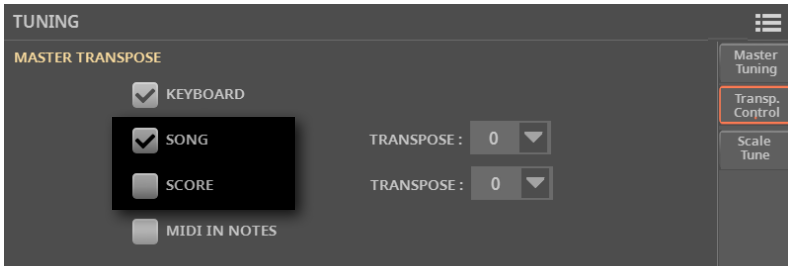 TUNING
MASTER TRANSPOSE
Master
Tuning
KEYBOARD
Transp.
Control
SONG
TRANSPOSE :
0
Scale
Tune
SCORE
TRANSPOSE :
0
MIDI IN NOTES